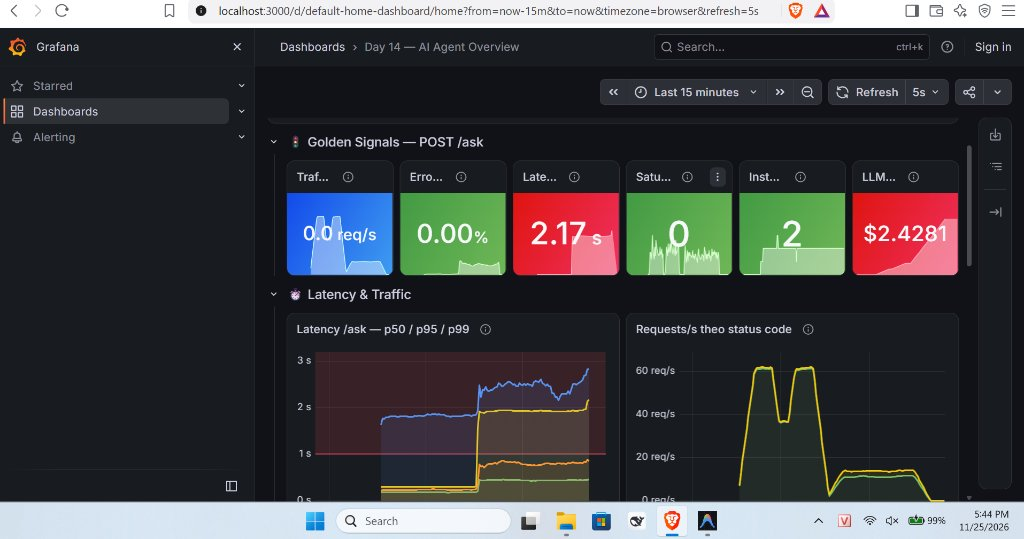 localhost:3000/d/default-home-dashboard/home?from=now-15m&to=now&timezone=browser&refresh=5s
Grafana
Dashboards › Day 14 — AI Agent Overview
Search...
ctrl+k
Sign in
Starred
Dashboards
Alerting
Last 15 minutes
Refresh
5s
Golden Signals — POST /ask
Traf...
Erro...
Late...
Satu...
Inst...
LLM...
0.0 req/s
0.00%
2.17 s
0
2
$2.4281
Latency & Traffic
Latency /ask — p50 / p95 / p99
3 s
2 s
1 s
0 s
Requests/s theo status code
60 req/s
40 req/s
20 req/s
0 req/s
Search
V
99%
5:44 PM
11/25/2026